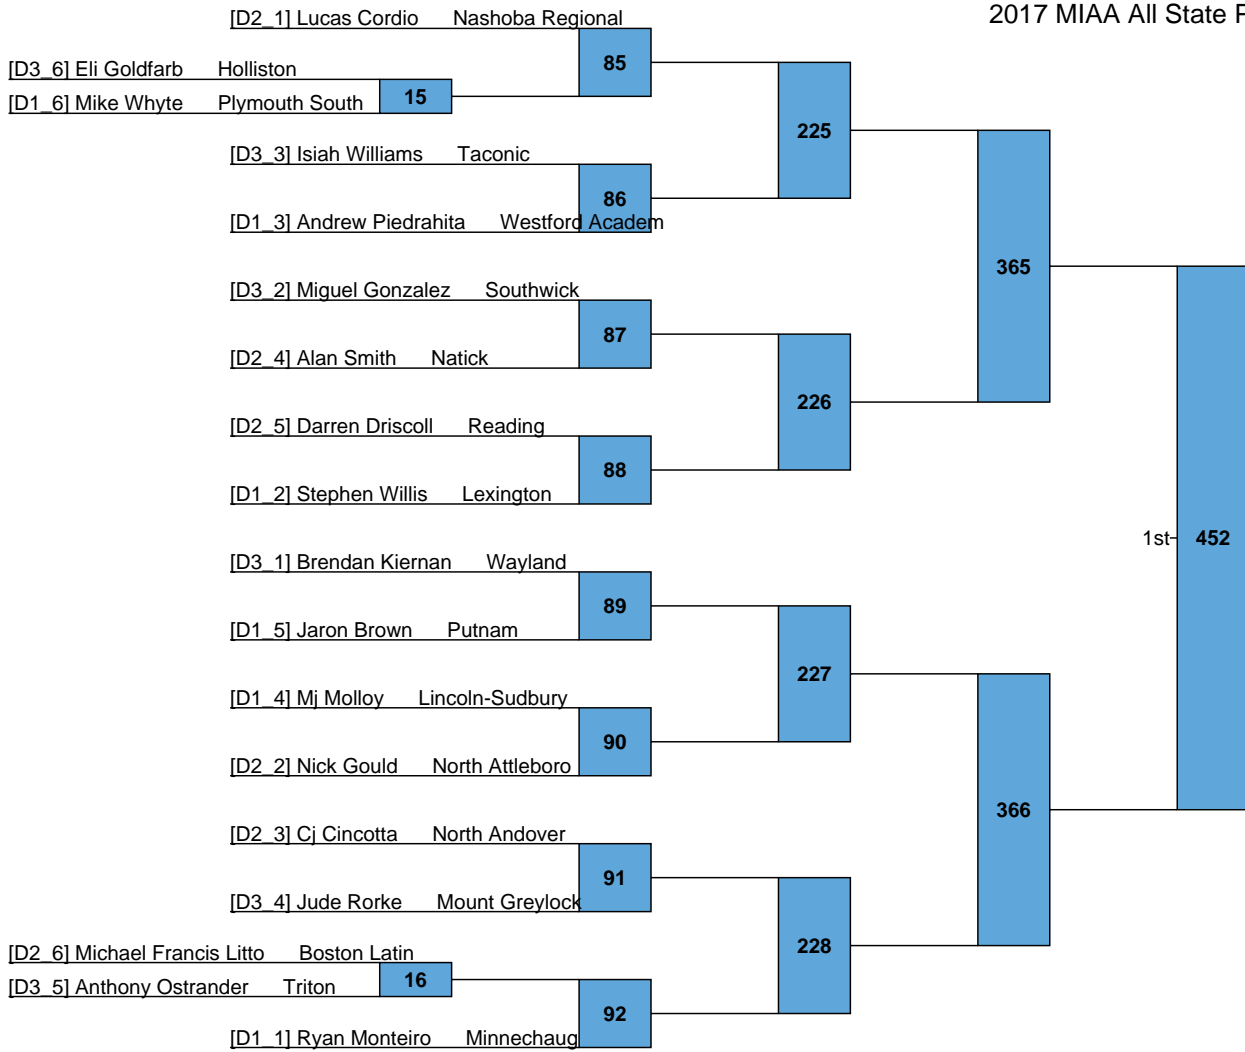 2017 MIAA All State F
[D2_1] Lucas Cordio Nashoba Regional
85
[D3_6] Eli Goldfarb Holliston
[D1_6] Mike Whyte Plymouth South
15
225
[D3_3] Isiah Williams Taconic
86
[D1_3] Andrew Piedrahita Westford Academ
365
[D3_2] Miguel Gonzalez Southwick
87
[D2_4] Alan Smith Natick
226
[D2_5] Darren Driscoll Reading
88
[D1_2] Stephen Willis Lexington
1st
452
[D3_1] Brendan Kiernan Wayland
89
[D1_5] Jaron Brown Putnam
227
[D1_4] Mj Molloy Lincoln-Sudbury
90
[D2_2] Nick Gould North Attleboro
366
[D2_3] Cj Cincotta North Andover
91
[D3_4] Jude Rorke Mount Greylock
228
[D2_6] Michael Francis Litto Boston Latin
[D3_5] Anthony Ostrander Triton
16
92
[D1_1] Ryan Monteiro Minnechaug